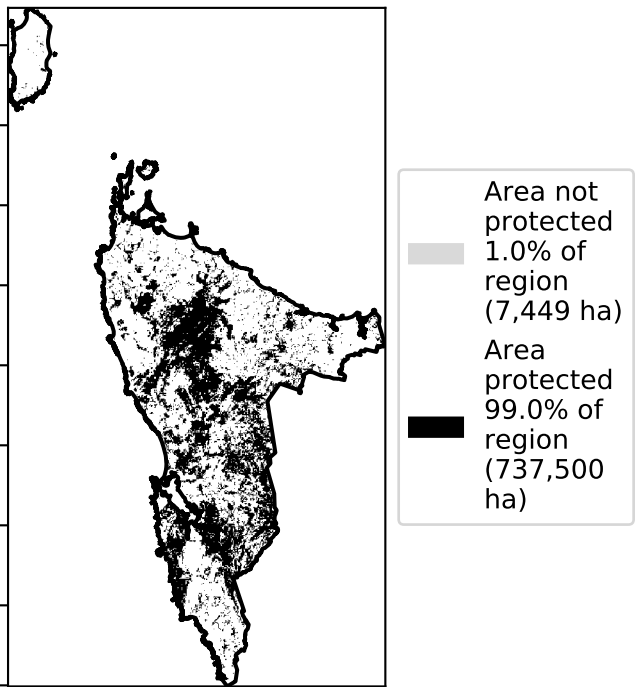 Area not
protected
1.0% of
region
(7,449 ha)
Area
protected
99.0% of
region
(737,500
ha)